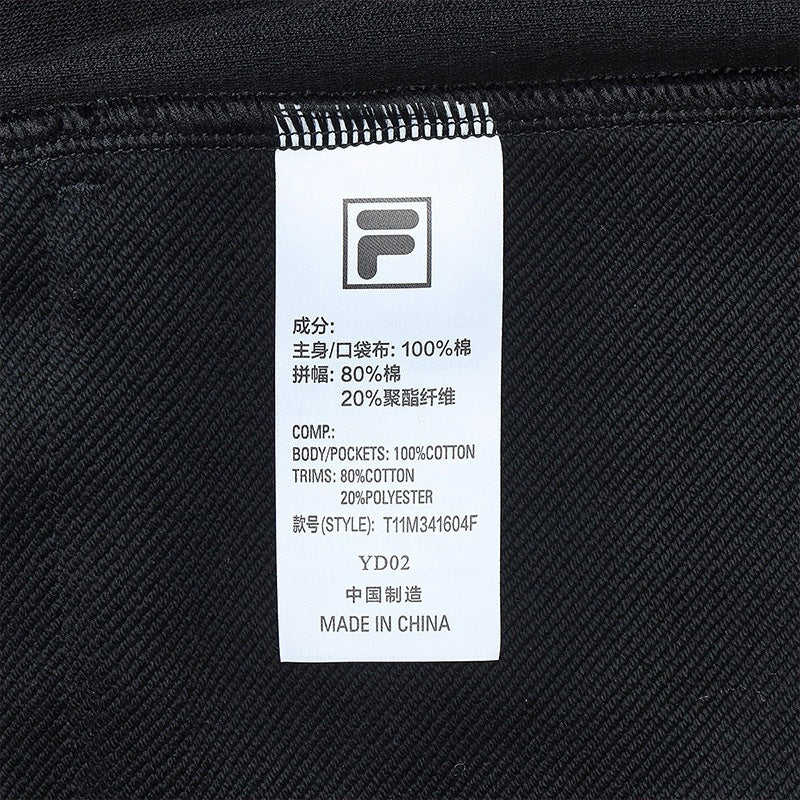 F
成分:
主身/口袋布: 100%棉
拼幅: 80%棉
20%聚酯纤维
COMP.:
BODY/POCKETS: 100%COTTON
TRIMS: 80%COTTON
20%POLYESTER
款号(STYLE): T11M341604F
YD02
中国制造
MADE IN CHINA